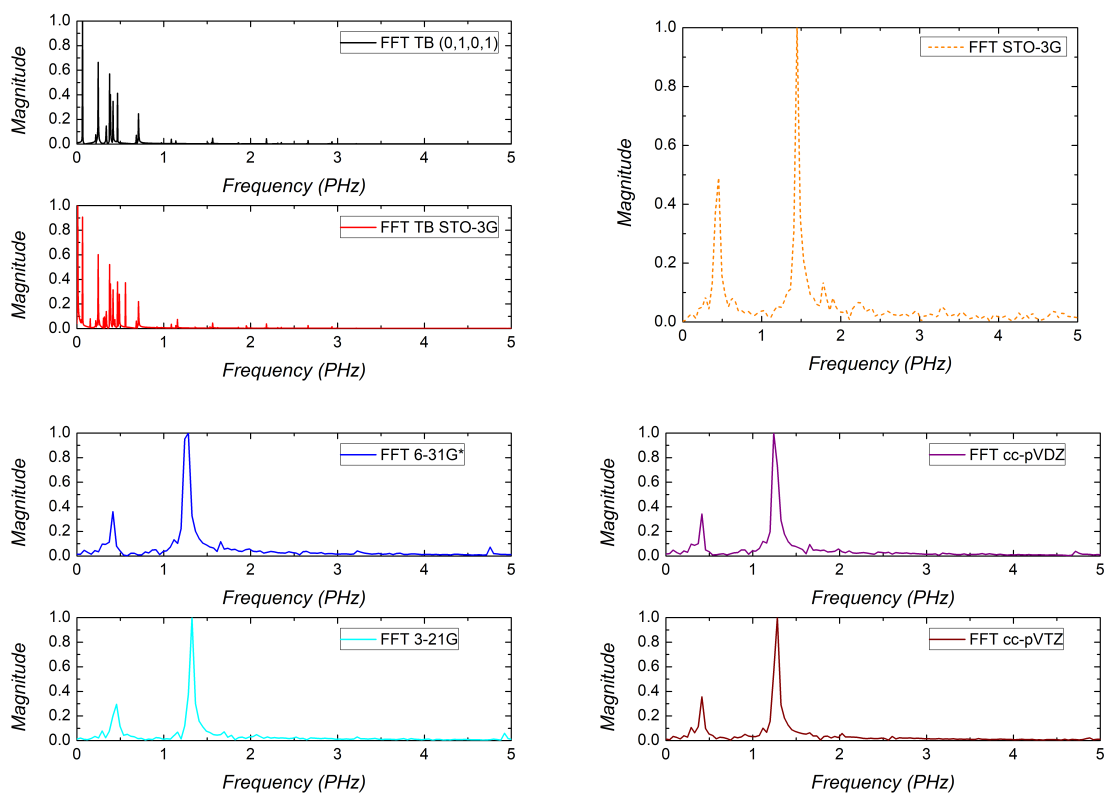 1.0
0.8
0.6
0.4
0.2
0.0
Magnitude
FFT TB (0,1,0,1)
0 1 2 3 4 5
Frequency (PHz)
1.0
0.8
0.6
0.4
0.2
0.0
Magnitude
FFT TB STO-3G
0 1 2 3 4 5
Frequency (PHz)
1.0
0.8
0.6
0.4
0.2
0.0
Magnitude
FFT STO-3G
0 1 2 3 4 5
Frequency (PHz)
1.0
0.8
0.6
0.4
0.2
0.0
Magnitude
FFT 6-31G*
0 1 2 3 4 5
Frequency (PHz)
1.0
0.8
0.6
0.4
0.2
0.0
Magnitude
FFT cc-pVDZ
0 1 2 3 4 5
Frequency (PHz)
1.0
0.8
0.6
0.4
0.2
0.0
Magnitude
FFT 3-21G
0 1 2 3 4 5
Frequency (PHz)
1.0
0.8
0.6
0.4
0.2
0.0
Magnitude
FFT cc-pVTZ
0 1 2 3 4 5
Frequency (PHz)